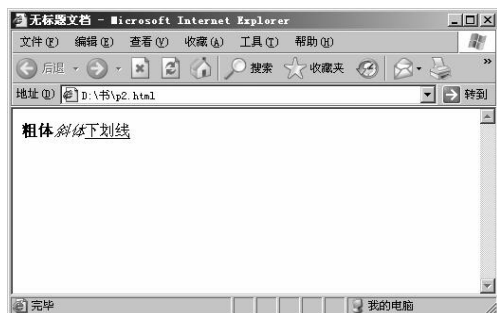 无标题文档 - Microsoft Internet Explorer
文件(F) 编辑(E) 查看(V) 收藏(A) 工具(T) 帮助(H)
后退 搜索 收藏夹 »
地址(D) D:\书\p2.html 转到
粗体斜体下划线
完毕 我的电脑